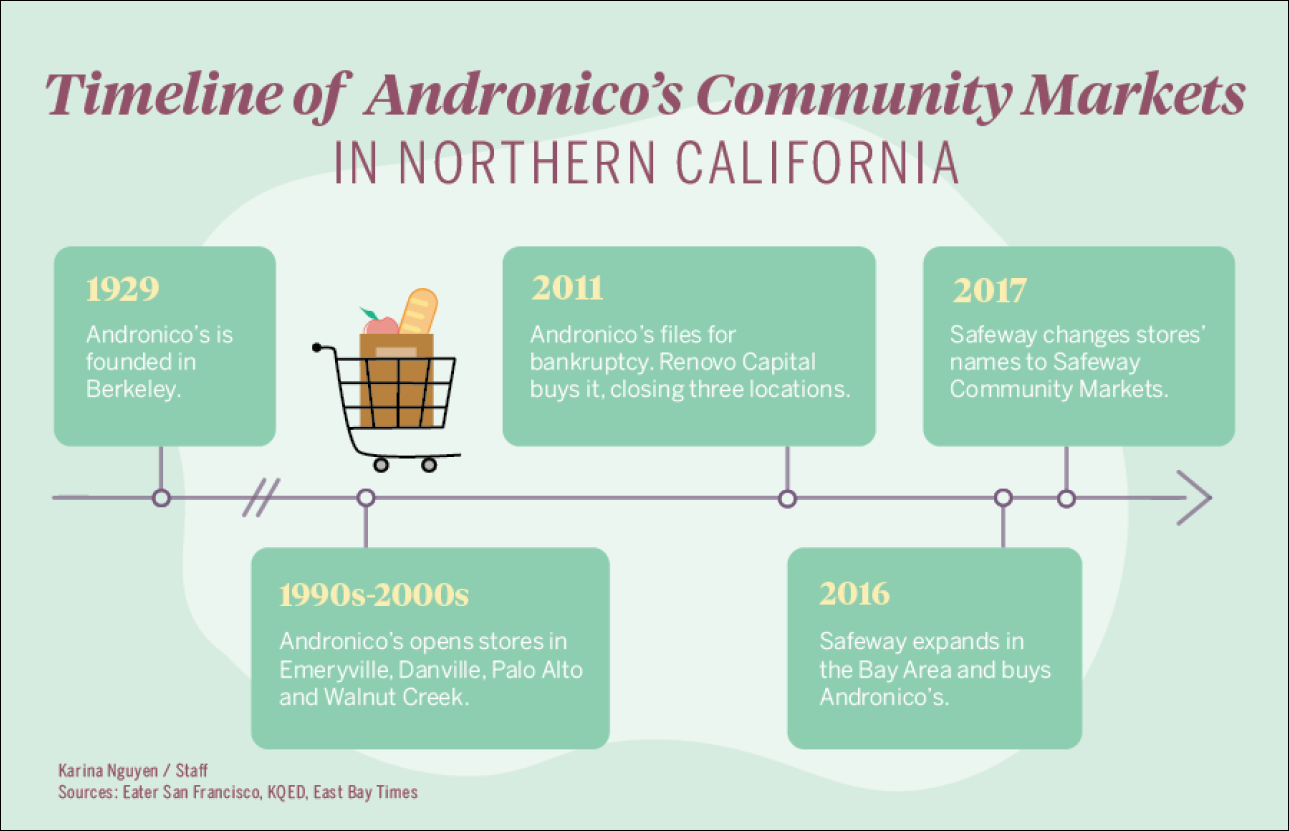 Timeline of Andronico’s Community Markets
IN NORTHERN CALIFORNIA
1929
Andronico’s is
founded in
Berkeley.
1990s-2000s
Andronico’s opens stores in
Emeryville, Danville, Palo Alto
and Walnut Creek.
2011
Andronico’s files for
bankruptcy. Renovo Capital
buys it, closing three locations.
2016
Safeway expands in
the Bay Area and buys
Andronico’s.
2017
Safeway changes stores’
names to Safeway
Community Markets.
Karina Nguyen / Staff
Sources: Eater San Francisco, KQED, East Bay Times